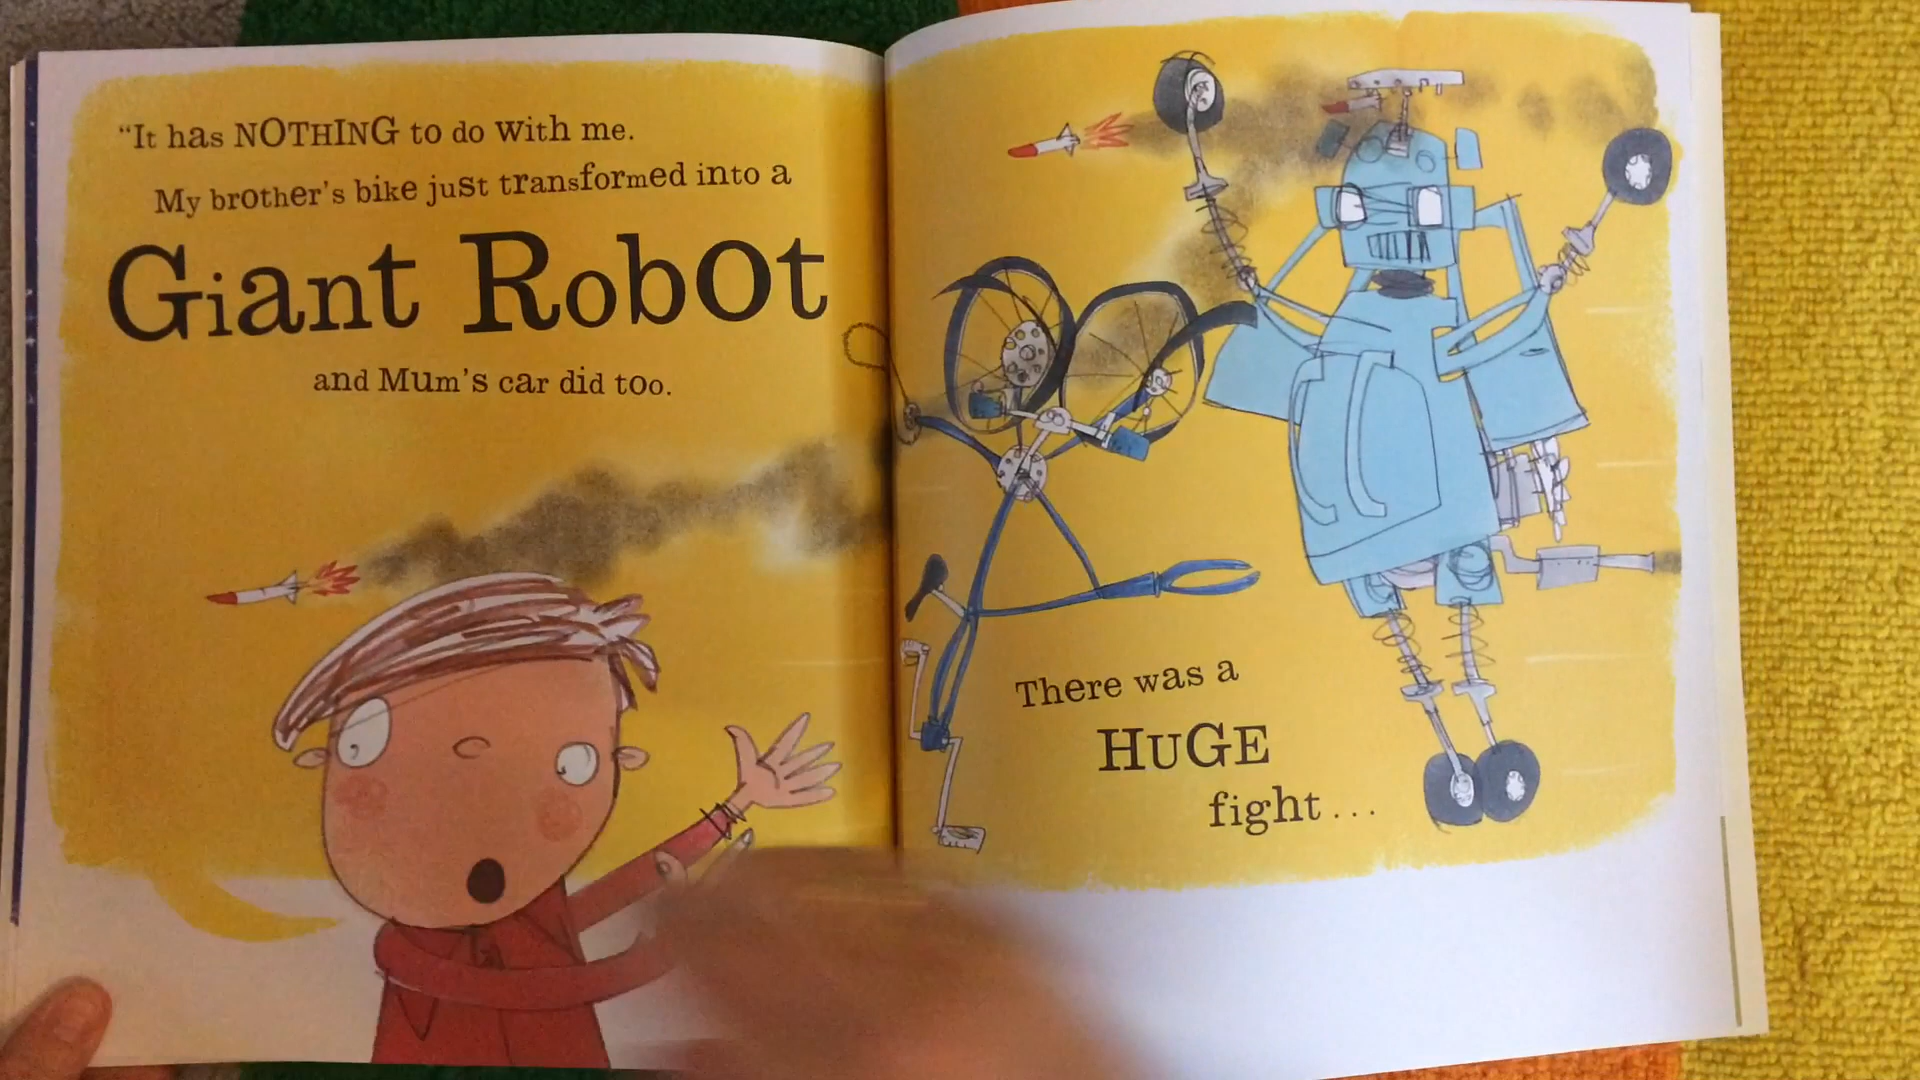 “It has NOTHING to do with me.
My brother’s bike just transformed into a
Giant Robot
and Mum’s car did too.
There was a
HUGE
fight...